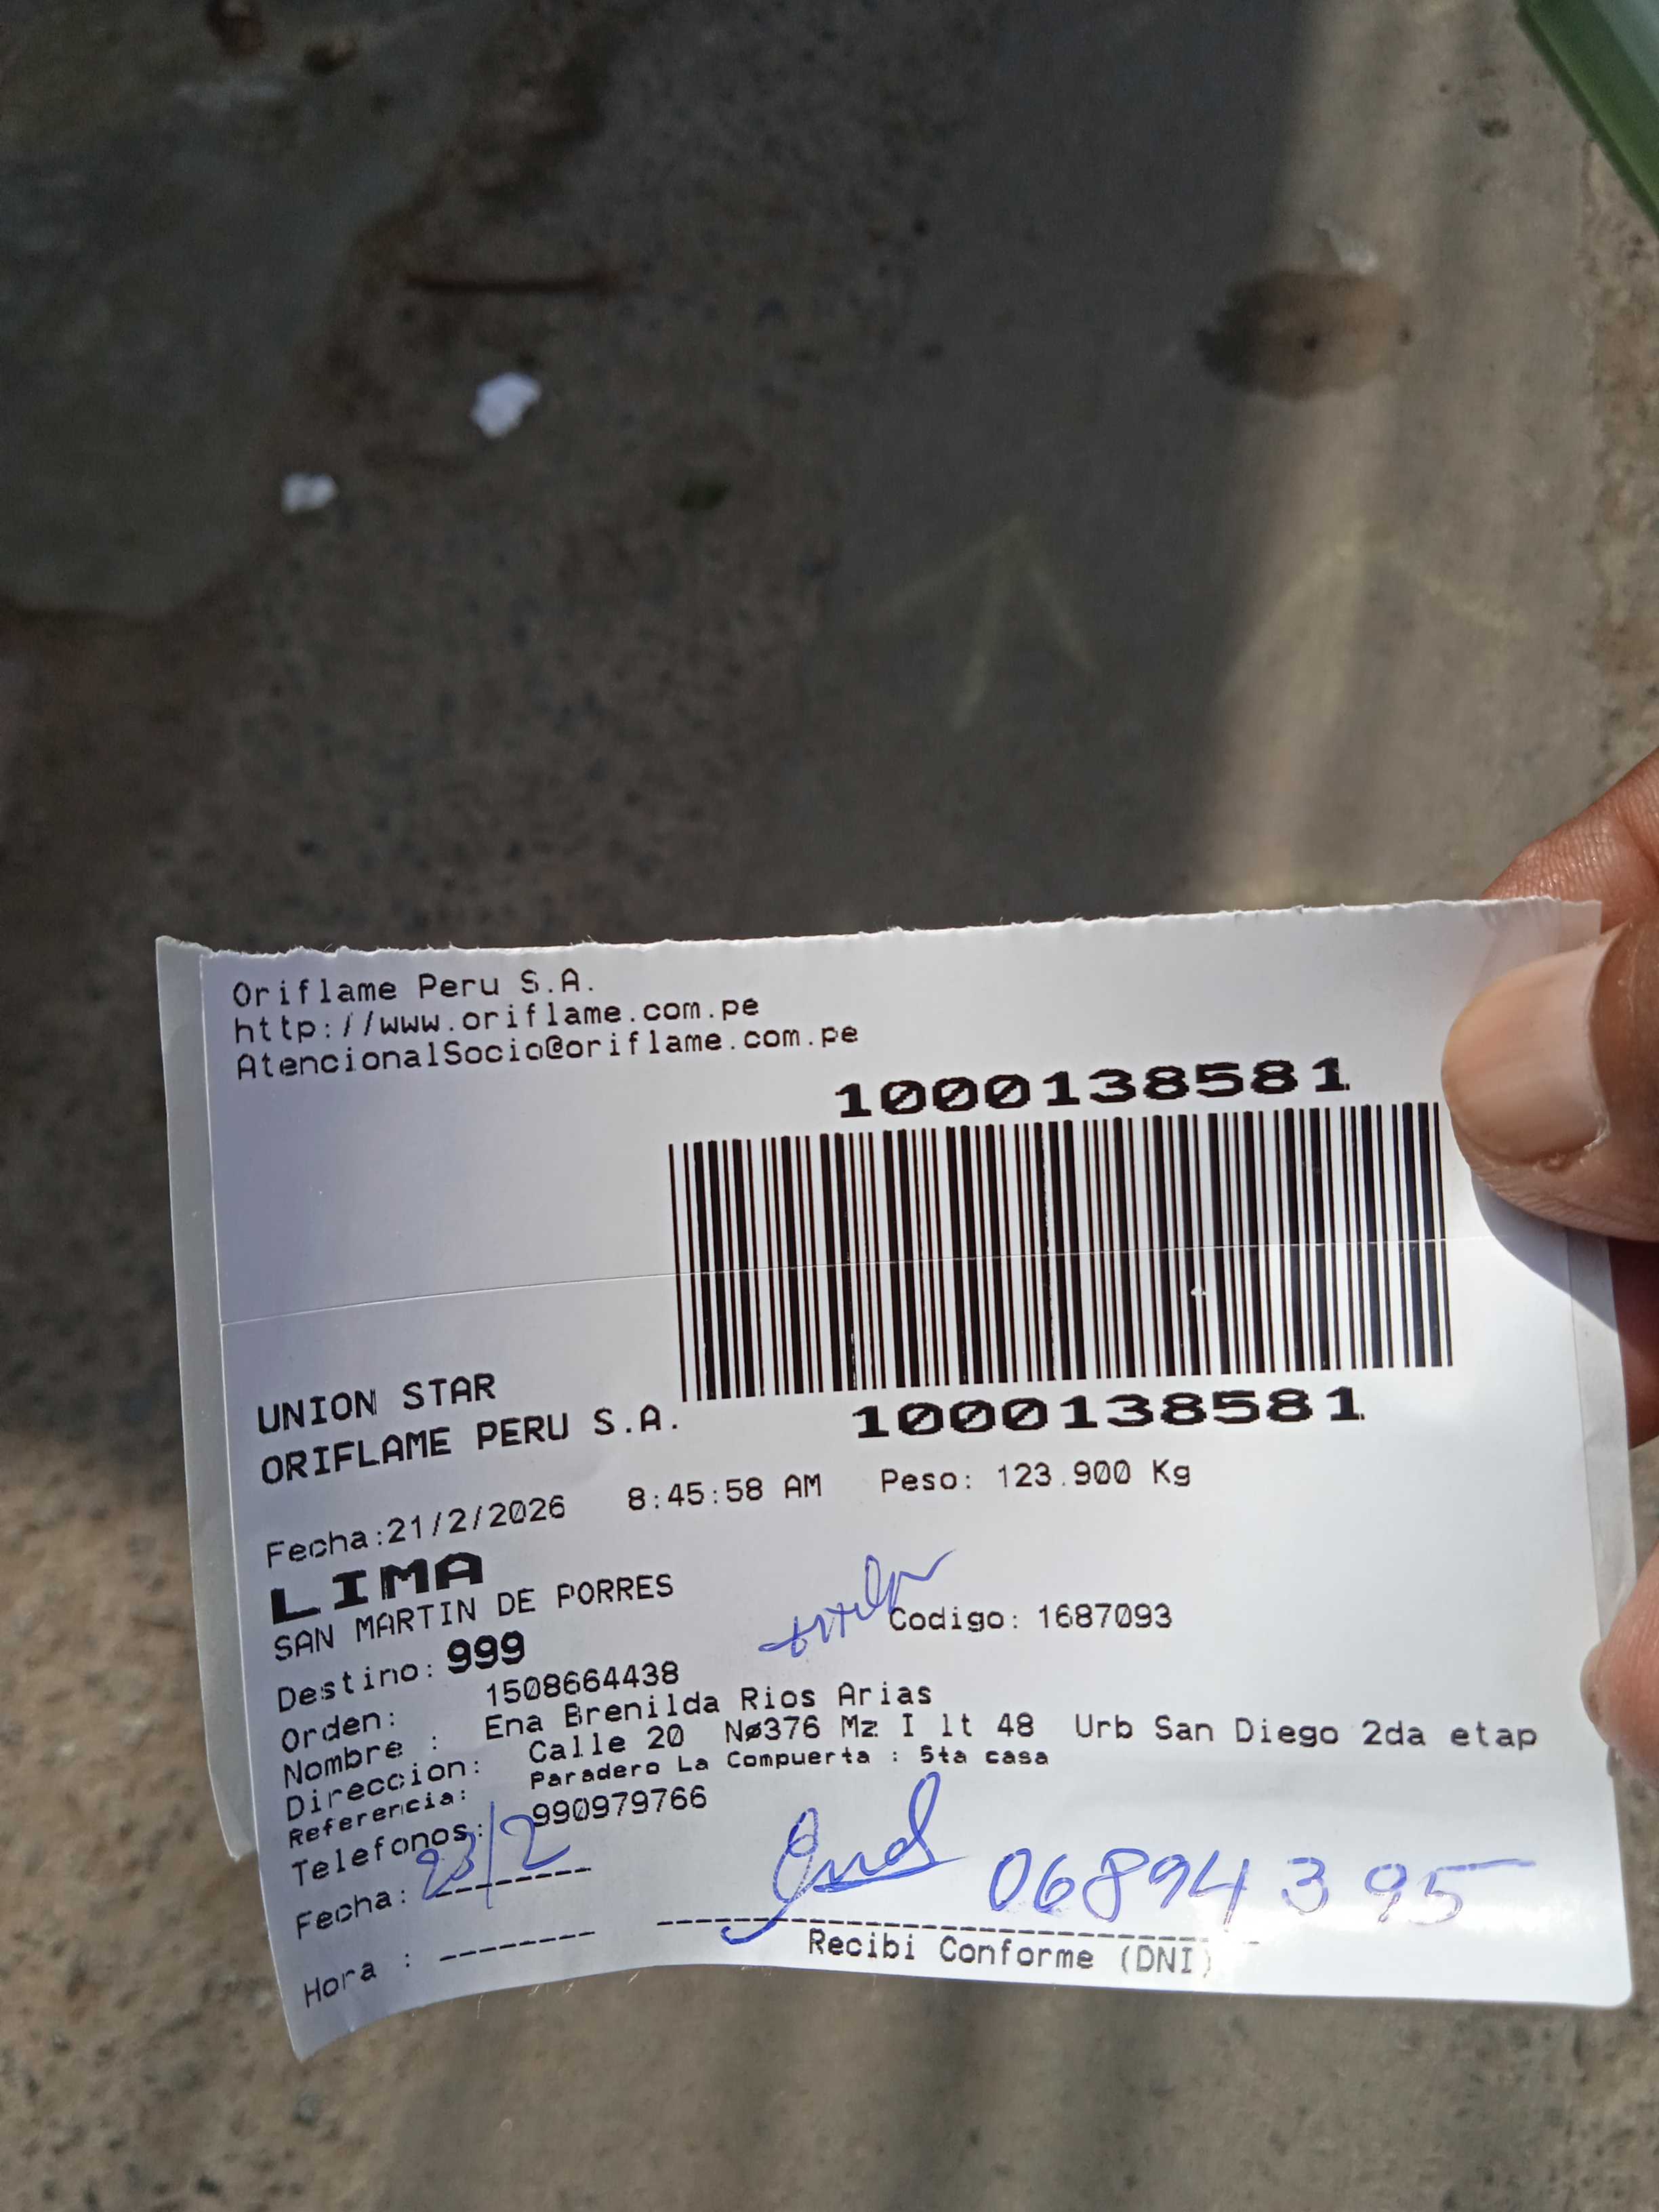 Oriflame Peru S.A.
http://www.oriflame.com.pe
AtencionalSocio@oriflame.com.pe
1000138581
1000138581
UNION STAR
ORIFLAME PERU S.A.
Fecha:21/2/2026 8:45:58 AM Peso: 123.900 Kg
LIMA
SAN MARTIN DE PORRES
Destino: 999 Codigo: 1687093
Orden: 1508664438
Nombre : Ena Brenilda Rios Arias
Direccion: Calle 20 Nø376 Mz I lt 48 Urb San Diego 2da etap
Referencia: Paradero La Compuerta : 5ta casa
Telefonos: 990979766
Fecha: 23/2 06894395
Hora : Recibi Conforme (DNI)